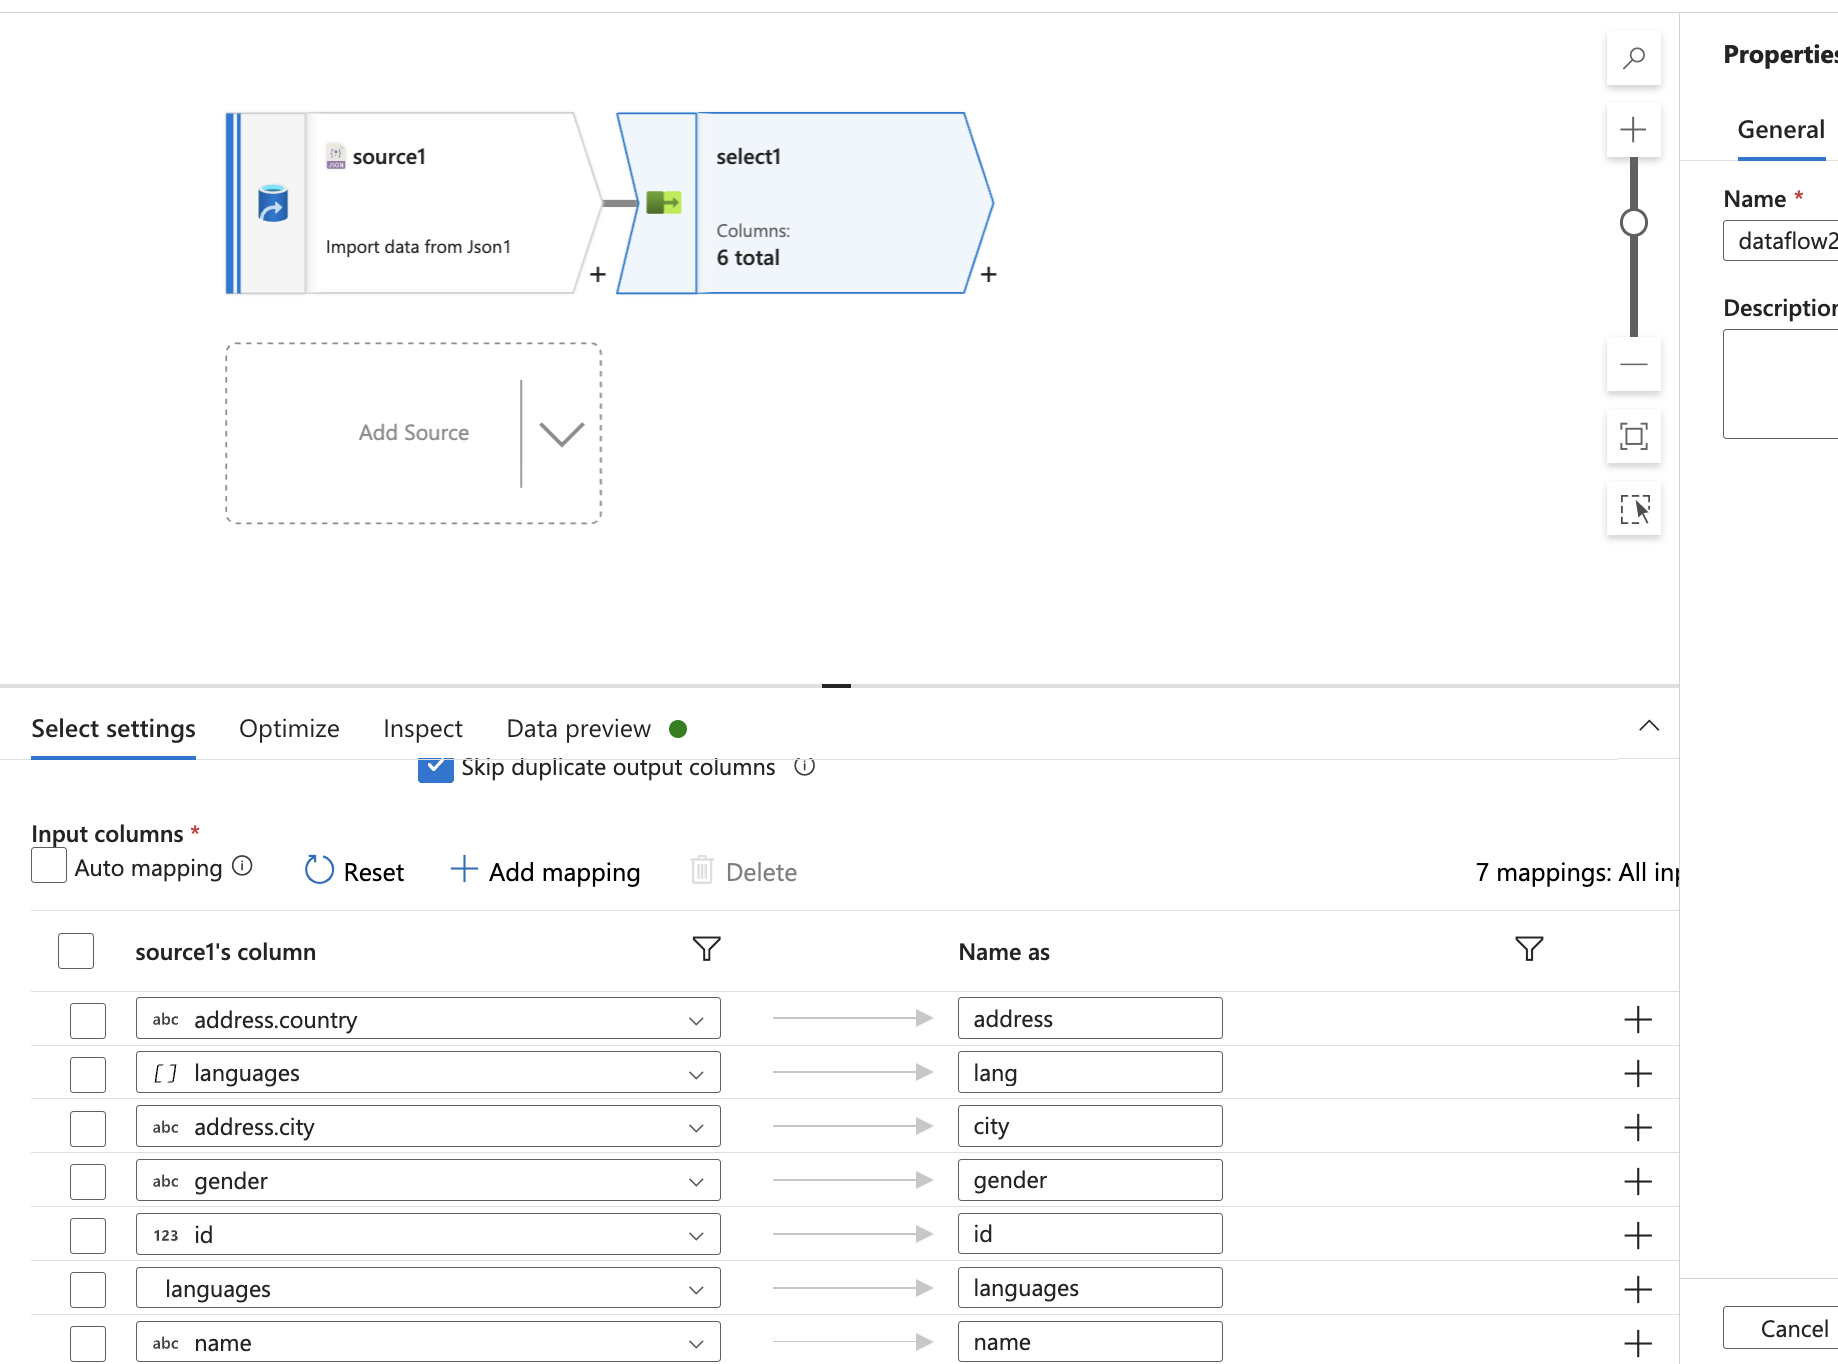 Properties
General
source1
select1
Import data from Json1
Columns:
6 total
Name *
dataflow2
Description
Add Source
Select settings
Optimize
Inspect
Data preview
Skip duplicate output columns
Input columns *
Auto mapping
Reset
Add mapping
Delete
7 mappings: All inp
source1's column
Name as
abc address.country
address
[] languages
lang
abc address.city
city
abc gender
gender
123 id
id
languages
languages
abc name
name
Cancel